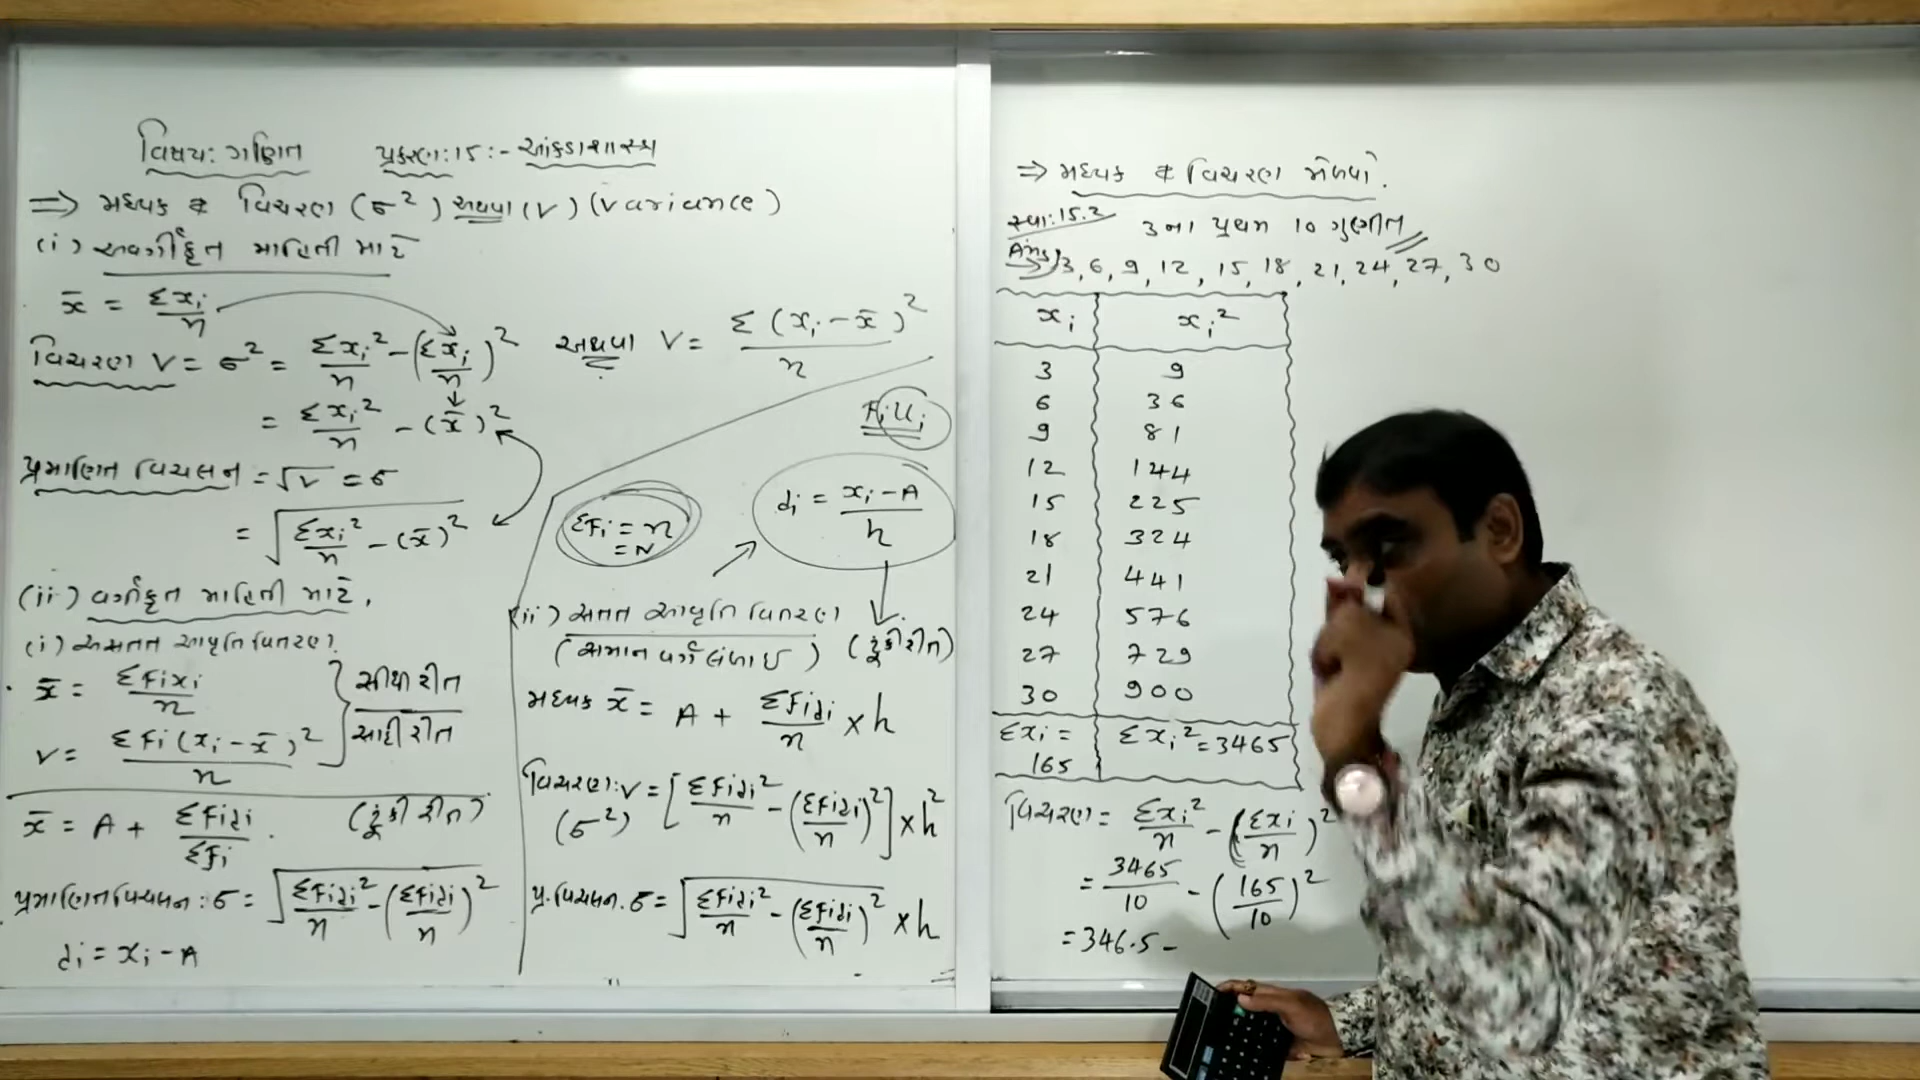 વિષય: ગણિત પ્રકરણ: 15 :- આંકડાશાસ્ત્ર
⇒ મધ્યક અને વિચરણ (σ²) અથવા (V) (Variance)
(i) અવર્ગીકૃત માહિતી માટે
x̄ = Σxi/n
વિચરણ V = σ² = Σxi²/n - (Σxi/n)² અથવા V = Σ(xi - x̄)²/n
= Σxi²/n - (x̄)²
પ્રમાણિત વિચલન = √V = σ
= √(Σxi²/n - (x̄)²)
(ii) વર્ગીકૃત માહિતી માટે,
(i) અસતત આવૃત્તિ વિતરણ
x̄ = Σfixi/n
V = Σfi(xi - x̄)²/n
સીધી રીત
સાદી રીત
x̄ = A + Σfidi/Σfi (ટૂંકી રીત)
પ્રમાણિત વિચલન: σ = √(Σfidi²/n - (Σfidi/n)²)
di = xi - A
fiui
Σfi = n
= N
di = (xi - A)/h
(ii) સતત આવૃત્તિ વિતરણ
(સમાન વર્ગલંબાઈ) (ટૂંકી રીત)
મધ્યક x̄ = A + Σfidi/n × h
વિચરણ: V = [Σfidi²/n - (Σfidi/n)²] × h²
(σ²)
પ્ર. વિચલન. σ = √(Σfidi²/n - (Σfidi/n)²) × h
⇒ મધ્યક અને વિચરણ મેળવો.
સ્વા: 15.2 3 ના પ્રથમ 10 ગુણીત
Ans → 3, 6, 9, 12, 15, 18, 21, 24, 27, 30
xi xi²
3 9
6 36
9 81
12 144
15 225
18 324
21 441
24 576
27 729
30 900
Σxi = 165 Σxi² = 3465
વિચરણ = Σxi²/n - (Σxi/n)²
= 3465/10 - (165/10)²
= 346.5 -